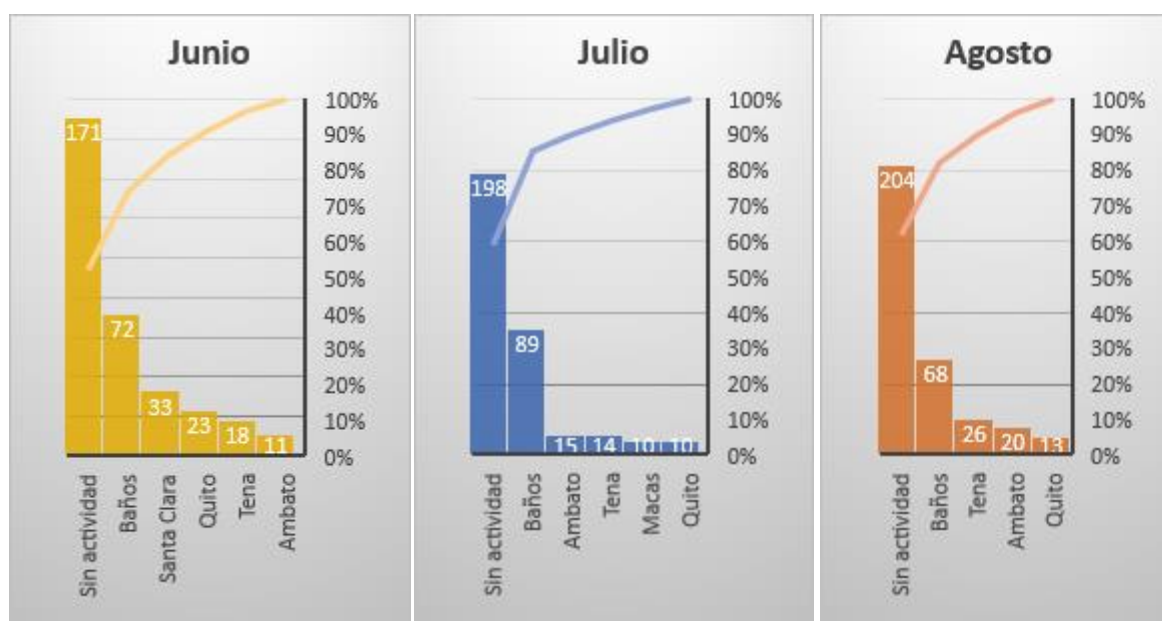 Junio
171
72
33
23
18
11
100%
90%
80%
70%
60%
50%
40%
30%
20%
10%
0%
Sin actividad
Baños
Santa Clara
Quito
Tena
Ambato
Julio
198
89
15
14
10
10
100%
90%
80%
70%
60%
50%
40%
30%
20%
10%
0%
Sin actividad
Baños
Ambato
Tena
Macas
Quito
Agosto
204
68
26
20
13
100%
90%
80%
70%
60%
50%
40%
30%
20%
10%
0%
Sin actividad
Baños
Tena
Ambato
Quito